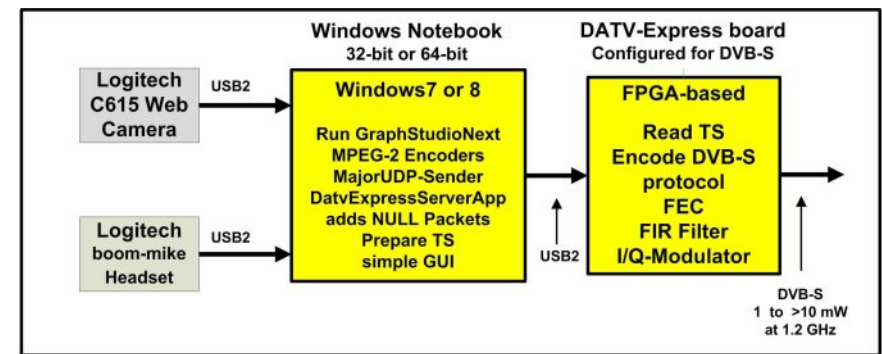 Windows Notebook
32-bit or 64-bit
DATV-Express board
Configured for DVB-S
Logitech
C615 Web
Camera
USB2
Logitech
boom-mike
Headset
USB2
Windows7 or 8
Run GraphStudioNext
MPEG-2 Encoders
MajorUDP-Sender
DatvExpressServerApp
adds NULL Packets
Prepare TS
simple GUI
USB2
FPGA-based
Read TS
Encode DVB-S
protocol
FEC
FIR Filter
I/Q-Modulator
DVB-S
1 to >10 mW
at 1.2 GHz